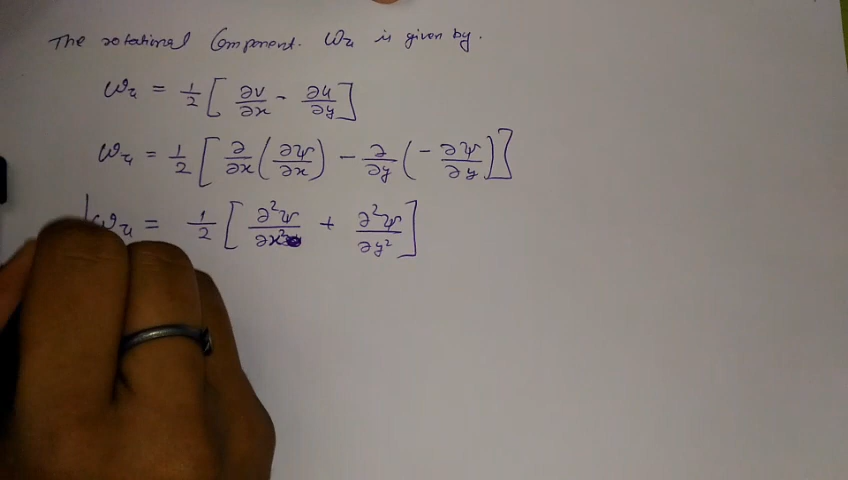 The rotational Component. ωz is given by.
ωz = 1/2 [ ∂v/∂x - ∂u/∂y ]
ωz = 1/2 [ ∂/∂x ( ∂ψ/∂x ) - ∂/∂y ( - ∂ψ/∂y ) ]
ωz = 1/2 [ ∂²ψ/∂x² + ∂²ψ/∂y² ]